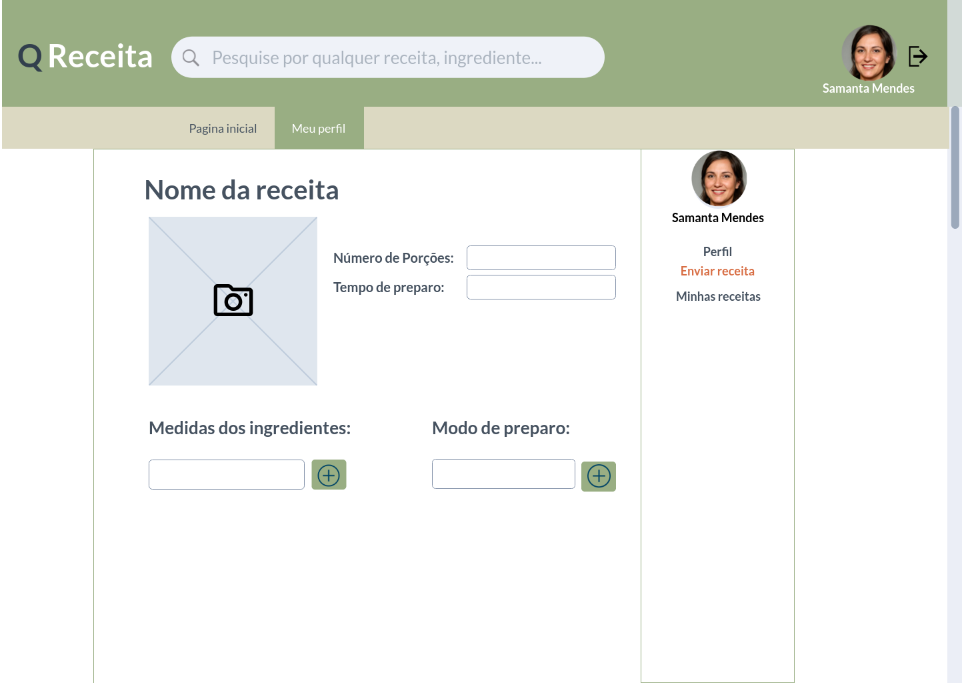 Q Receita
Pesquise por qualquer receita, ingrediente...
Samanta Mendes
Pagina inicial
Meu perfil
Nome da receita
Número de Porções:
Tempo de preparo:
Medidas dos ingredientes:
Modo de preparo:
Samanta Mendes
Perfil
Enviar receita
Minhas receitas